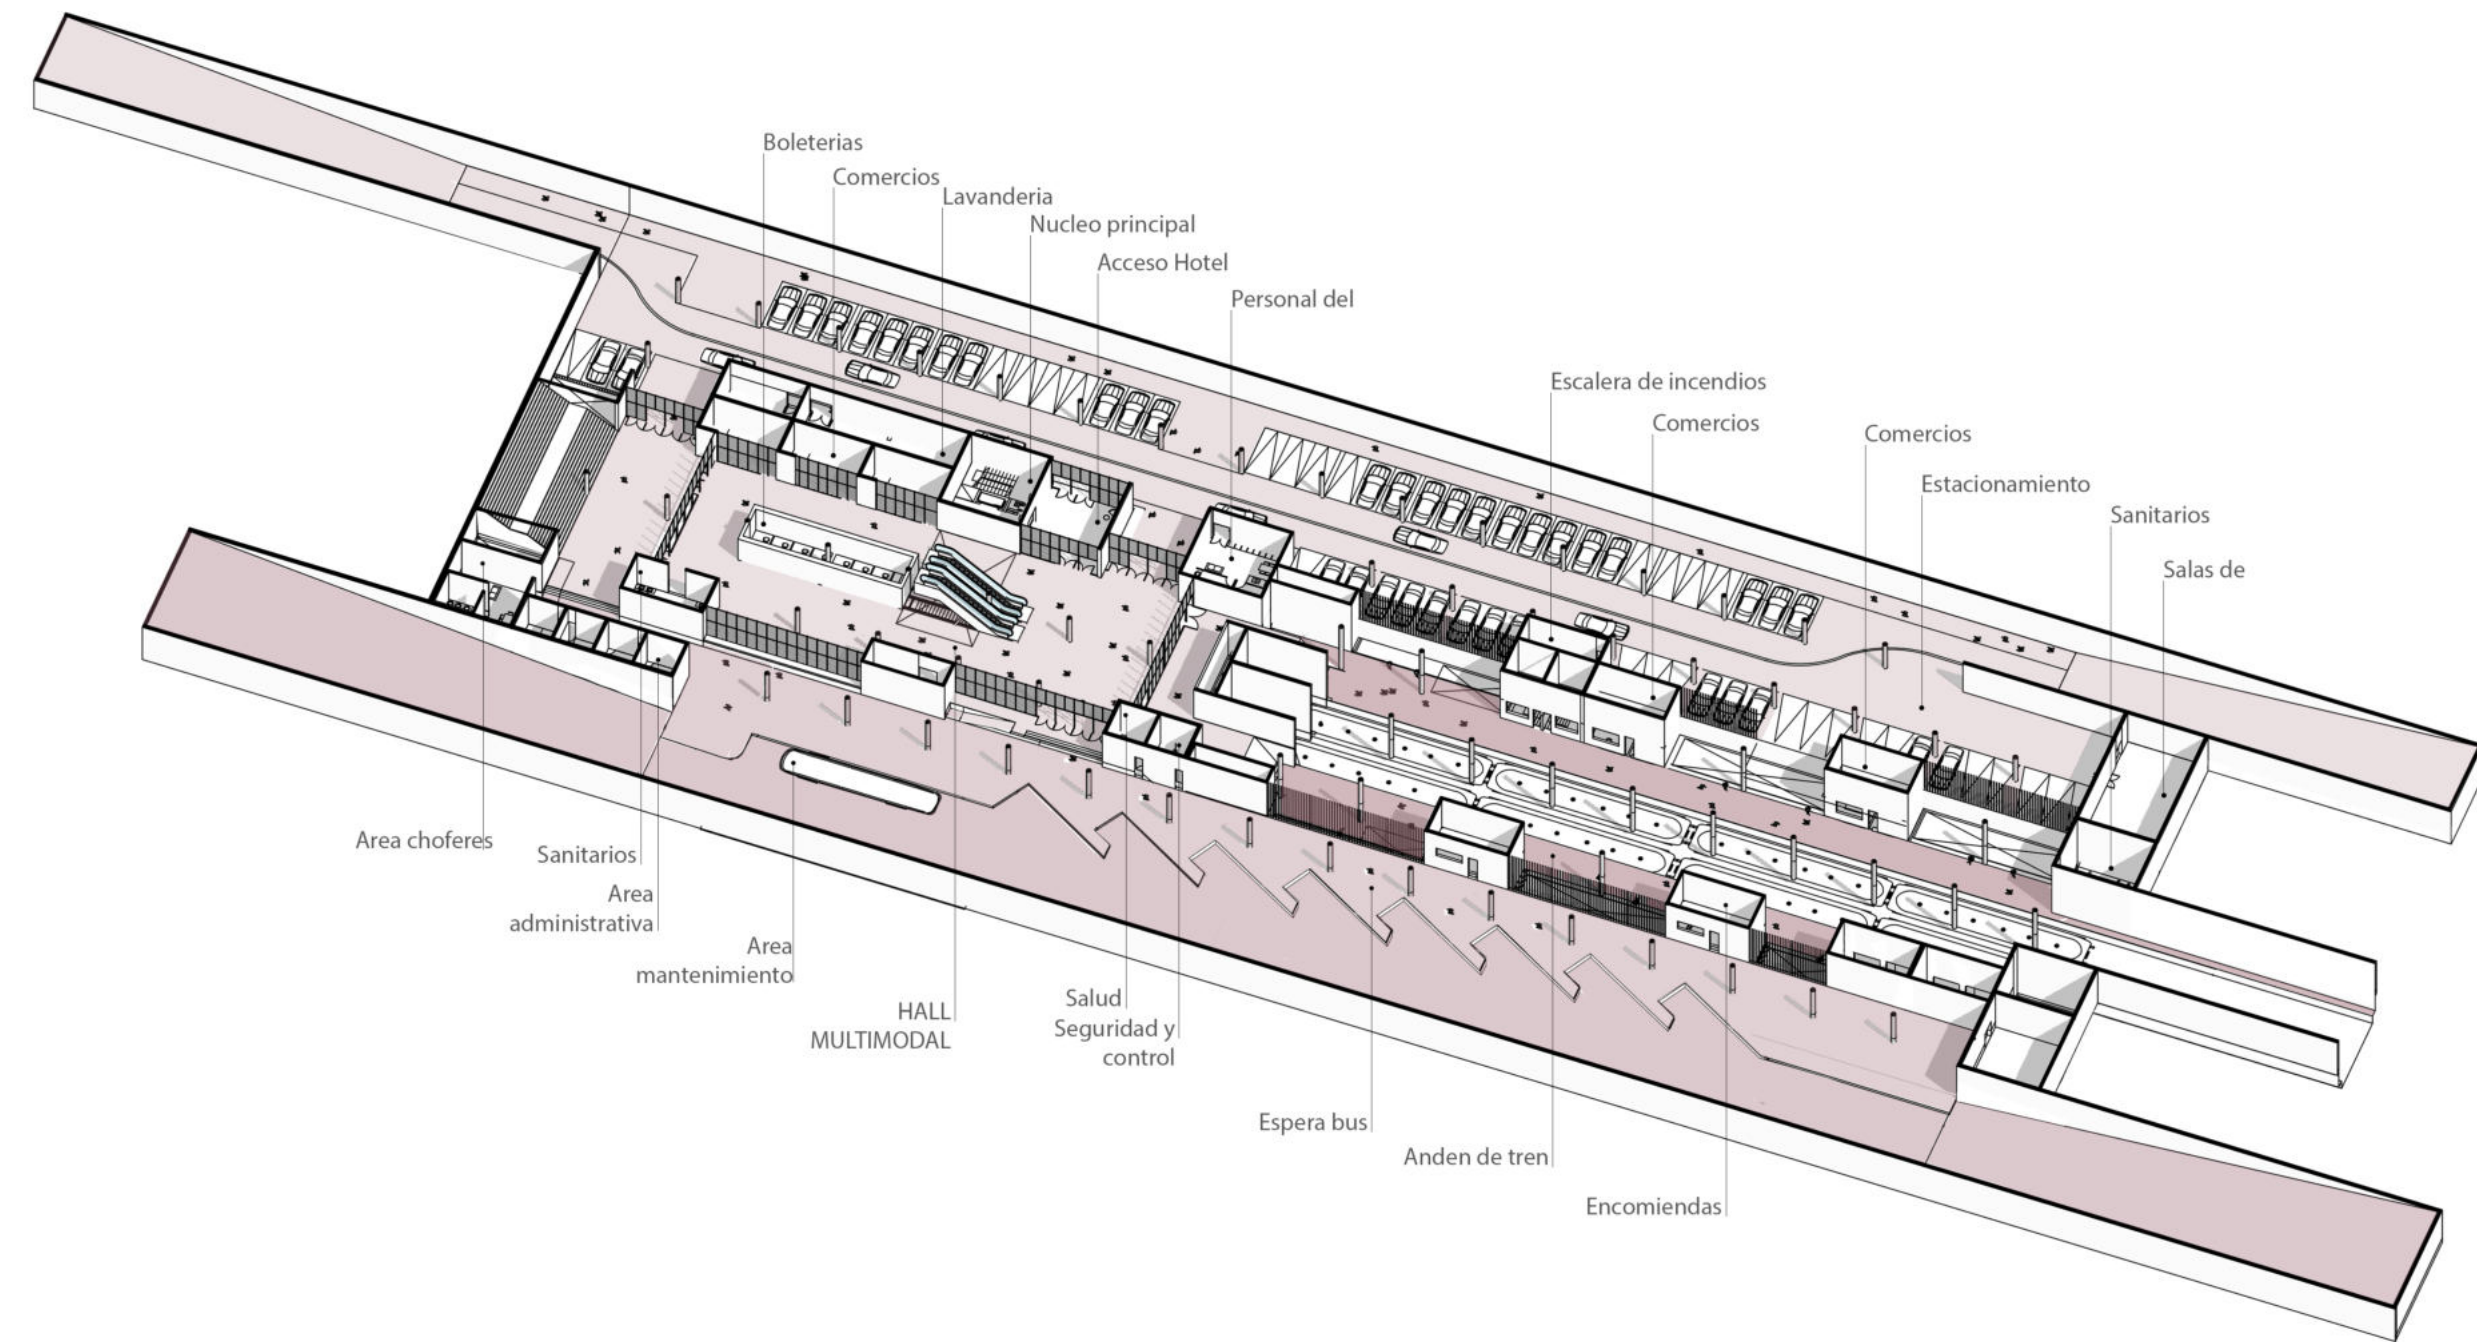 Boleterias
Comercios
Lavanderia
Nucleo principal
Acceso Hotel
Personal del
Escalera de incendios
Comercios
Comercios
Estacionamiento
Sanitarios
Salas de
Area choferes
Sanitarios
Area
administrativa
Area
mantenimiento
HALL
MULTIMODAL
Salud
Seguridad y
control
Espera bus
Anden de tren
Encomiendas